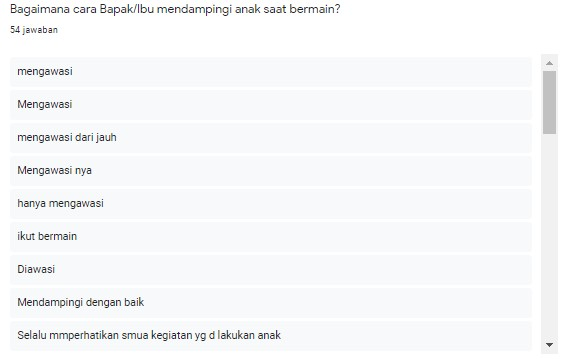 Bagaimana cara Bapak/Ibu mendampingi anak saat bermain?
54 jawaban
mengawasi
Mengawasi
mengawasi dari jauh
Mengawasi nya
hanya mengawasi
ikut bermain
Diawasi
Mendampingi dengan baik
Selalu mmperhatikan smua kegiatan yg d lakukan anak